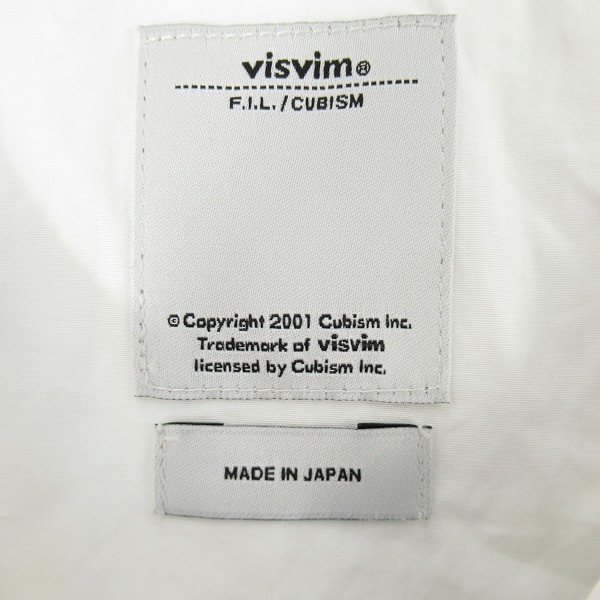 visvim®
F.I.L./CUBISM
© Copyright 2001 Cubism Inc.
Trademark of visvim
licensed by Cubism Inc.
MADE IN JAPAN